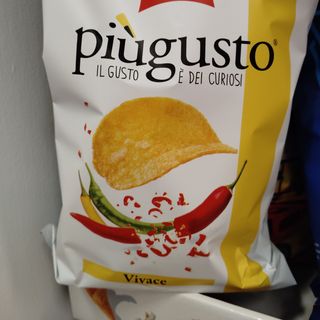 piùgusto®
IL GUSTO È DEI CURIOSI
Vivace